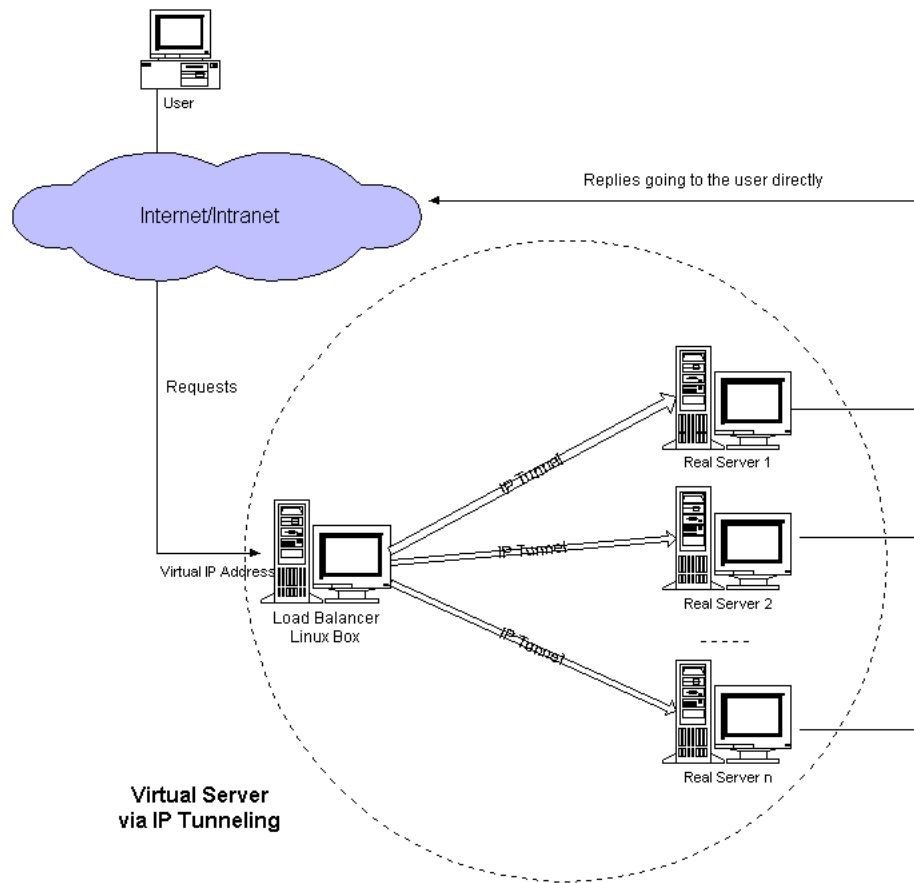 User
Replies going to the user directly
Internet/Intranet
Requests
Real Server 1
IP Tunnel
IP Tunnel
Virtual IP Address
Real Server 2
Load Balancer
Linux Box
IP Tunnel
-----
Real Server n
Virtual Server
via IP Tunneling